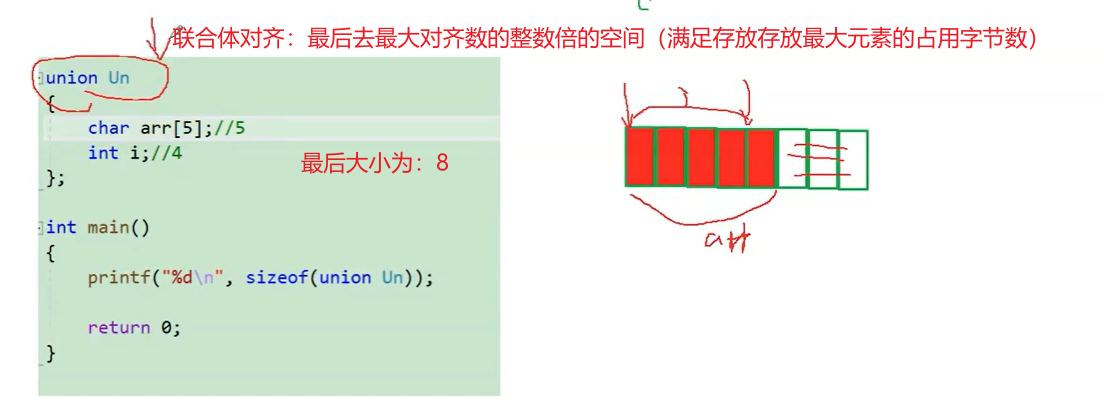 联合体对齐：最后去最大对齐数的整数倍的空间（满足存放存放最大元素的占用字节数）
union Un
{
char arr[5];//5
int i;//4
最后大小为：8
};
int main()
{
printf("%d\n", sizeof(union Un));
return 0;
}
arr